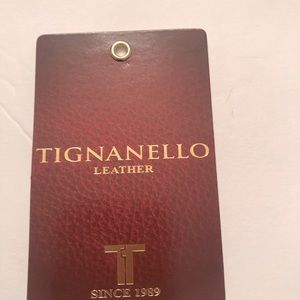 TIGNANELLO
LEATHER
T
SINCE 1989